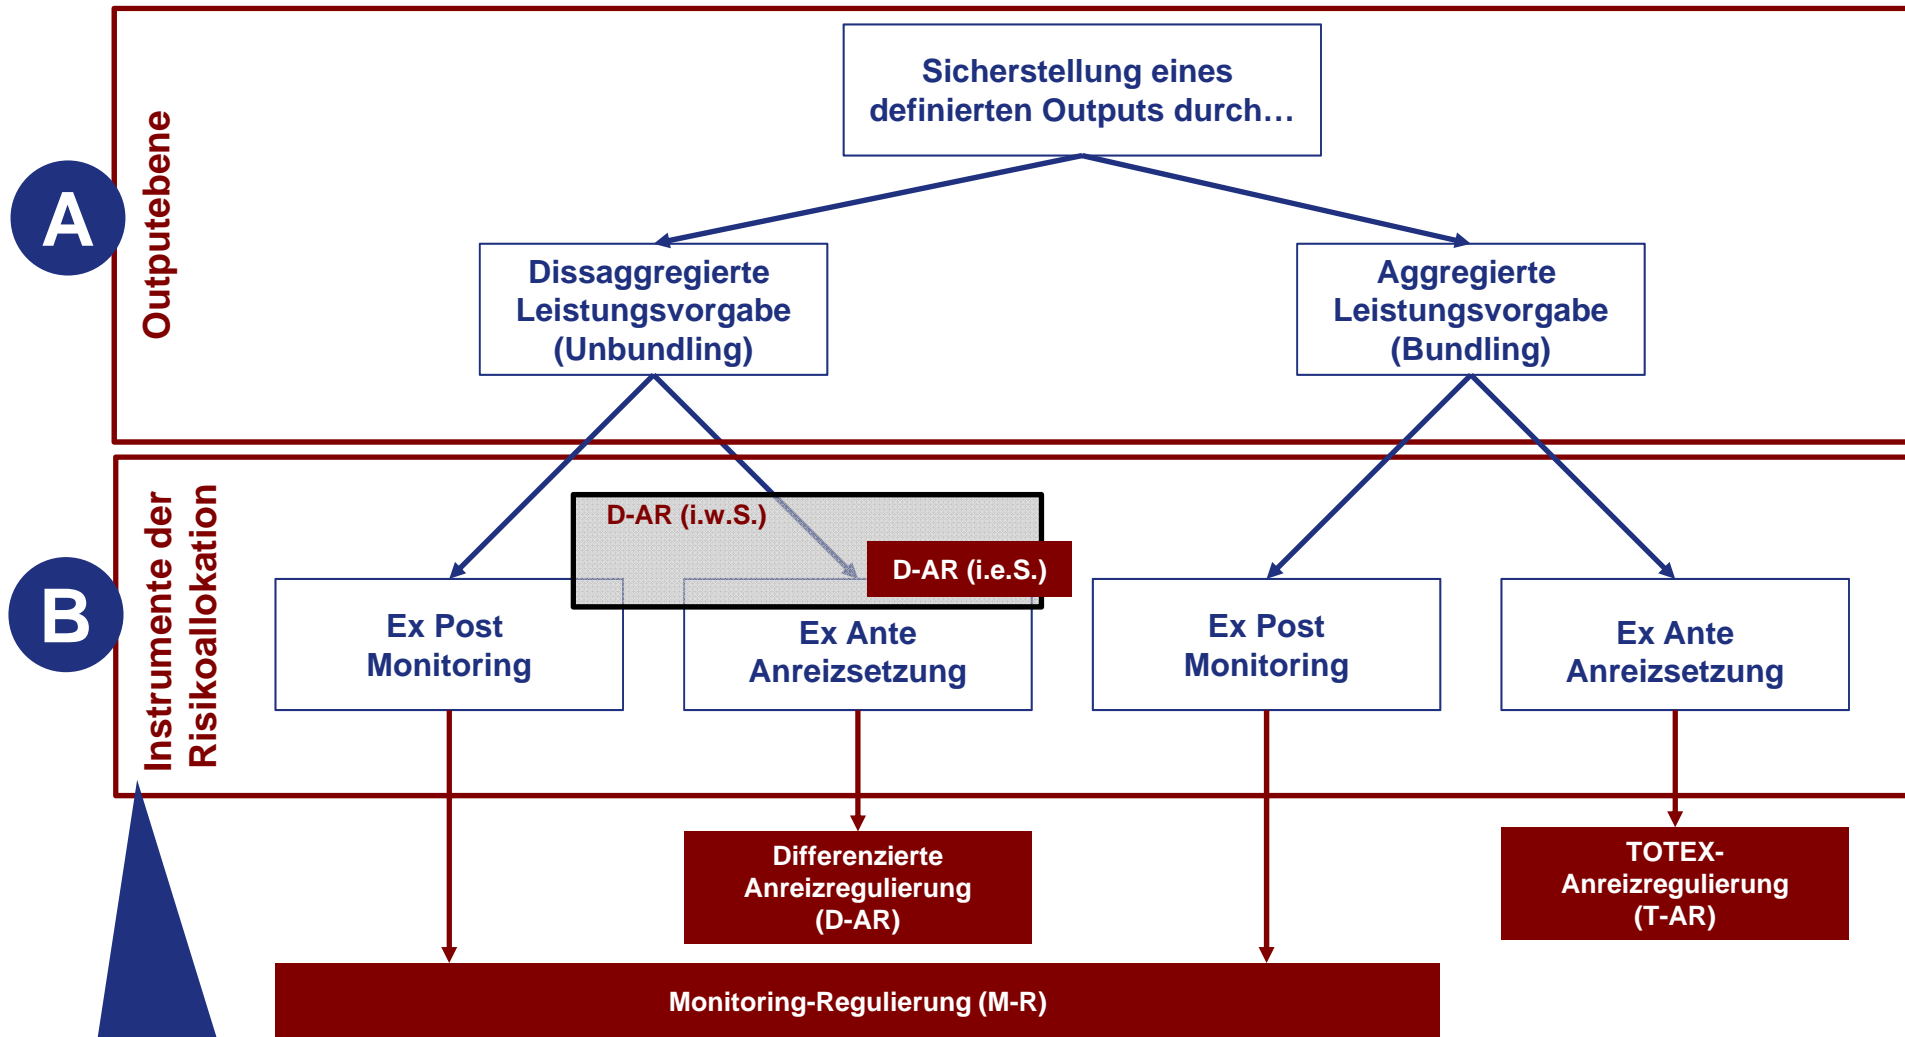 Sicherstellung eines
definierten Outputs durch…
A
Outputebene
Dissaggregierte
Leistungsvorgabe
(Unbundling)
Aggregierte
Leistungsvorgabe
(Bundling)
B
Instrumente der
Risikoallokation
D-AR (i.w.S.)
D-AR (i.e.S.)
Ex Post
Monitoring
Ex Ante
Anreizsetzung
Ex Post
Monitoring
Ex Ante
Anreizsetzung
Differenzierte
Anreizregulierung
(D-AR)
TOTEX-
Anreizregulierung
(T-AR)
Monitoring-Regulierung (M-R)